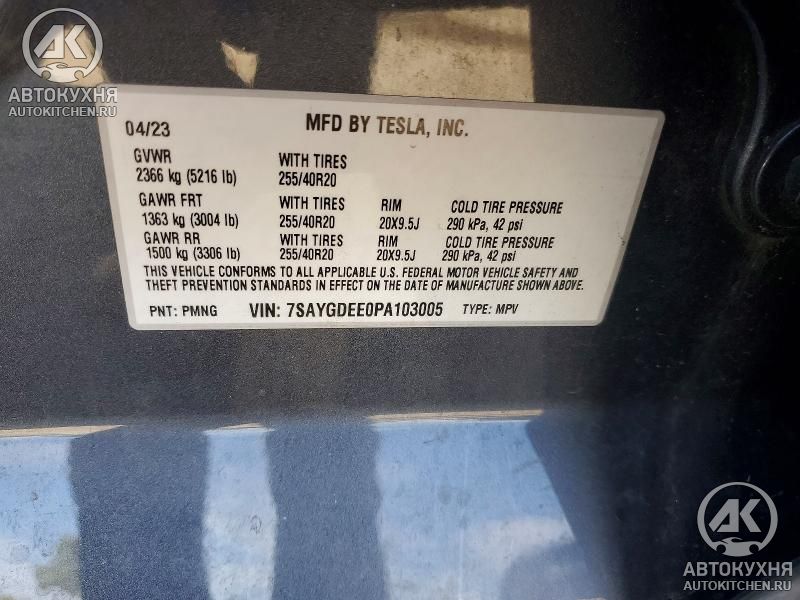 AK
АВТОКУХНЯ
AUTOKITCHEN.RU
04/23 MFD BY TESLA, INC.
GVWR WITH TIRES
2366 kg (5216 lb) 255/40R20
GAWR FRT WITH TIRES RIM COLD TIRE PRESSURE
1363 kg (3004 lb) 255/40R20 20X9.5J 290 kPa, 42 psi
GAWR RR WITH TIRES RIM COLD TIRE PRESSURE
1500 kg (3306 lb) 255/40R20 20X9.5J 290 kPa, 42 psi
THIS VEHICLE CONFORMS TO ALL APPLICABLE U.S. FEDERAL MOTOR VEHICLE SAFETY AND
THEFT PREVENTION STANDARDS IN EFFECT ON THE DATE OF MANUFACTURE SHOWN ABOVE.
PNT: PMNG VIN: 7SAYGDEE0PA103005 TYPE: MPV
AK
АВТОКУХНЯ
AUTOKITCHEN.RU